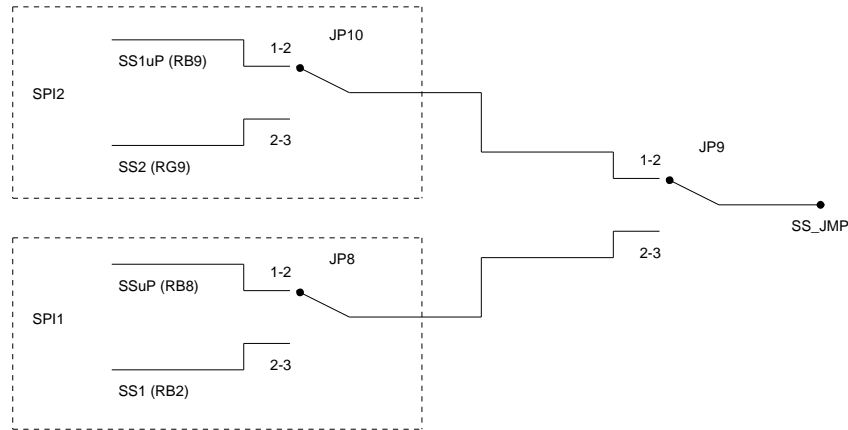 JP10
1-2
SS1uP (RB9)
SPI2
2-3
SS2 (RG9)
JP9
1-2
SS_JMP
2-3
JP8
1-2
SSuP (RB8)
SPI1
2-3
SS1 (RB2)